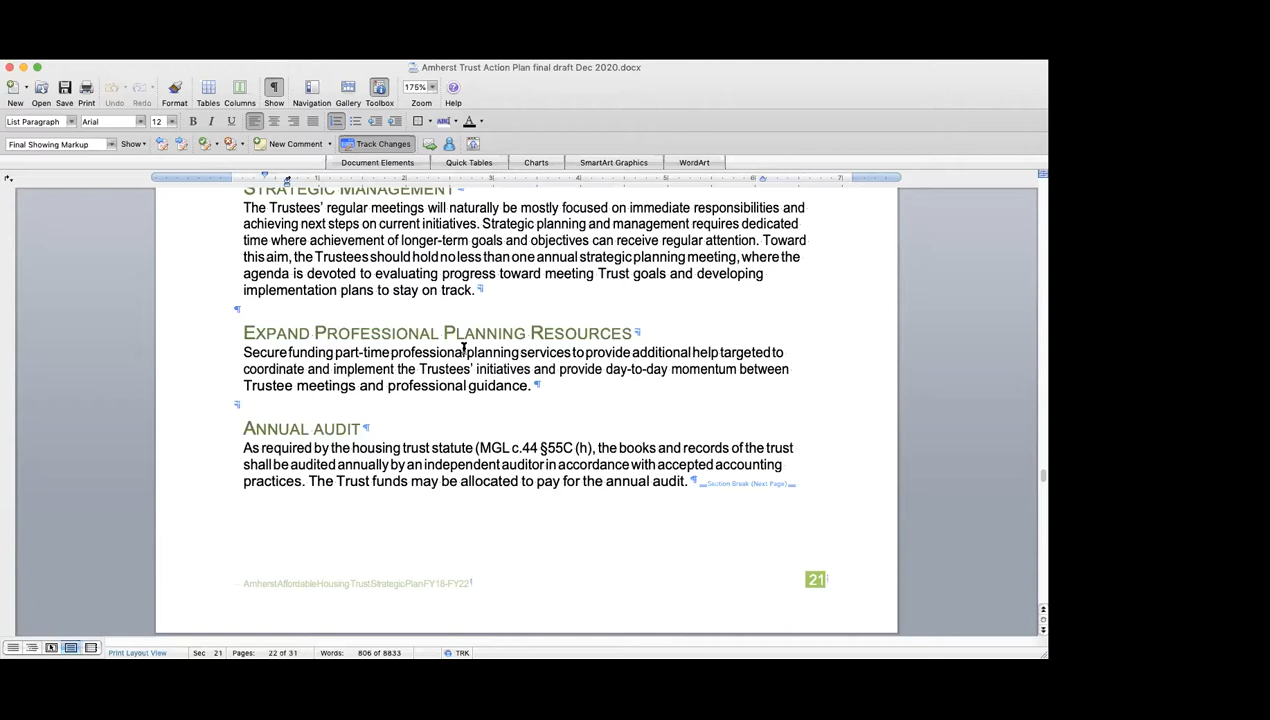 Amherst Trust Action Plan final draft Dec 2020.docx
175%
New Open Save Print Undo Redo Format Tables Columns Show Navigation Gallery Toolbox Zoom Help
List Paragraph Arial 12 B I U
Final Showing Markup Show New Comment Track Changes
Document Elements Quick Tables Charts SmartArt Graphics WordArt
1 2 3 4 5 6 7
STRATEGIC MANAGEMENT
The Trustees' regular meetings will naturally be mostly focused on immediate responsibilities and
achieving next steps on current initiatives. Strategic planning and management requires dedicated
time where achievement of longer-term goals and objectives can receive regular attention. Toward
this aim, the Trustees should hold no less than one annual strategic planning meeting, where the
agenda is devoted to evaluating progress toward meeting Trust goals and developing
implementation plans to stay on track.
EXPAND PROFESSIONAL PLANNING RESOURCES
Secure funding part-time professional planning services to provide additional help targeted to
coordinate and implement the Trustees' initiatives and provide day-to-day momentum between
Trustee meetings and professional guidance.
ANNUAL AUDIT
As required by the housing trust statute (MGL c.44 §55C (h), the books and records of the trust
shall be audited annually by an independent auditor in accordance with accepted accounting
practices. The Trust funds may be allocated to pay for the annual audit. Section Break (Next Page)
Amherst Affordable Housing Trust Strategic Plan FY18-FY22 21
Print Layout View Sec 21 Pages: 22 of 31 Words: 806 of 8833 TRK